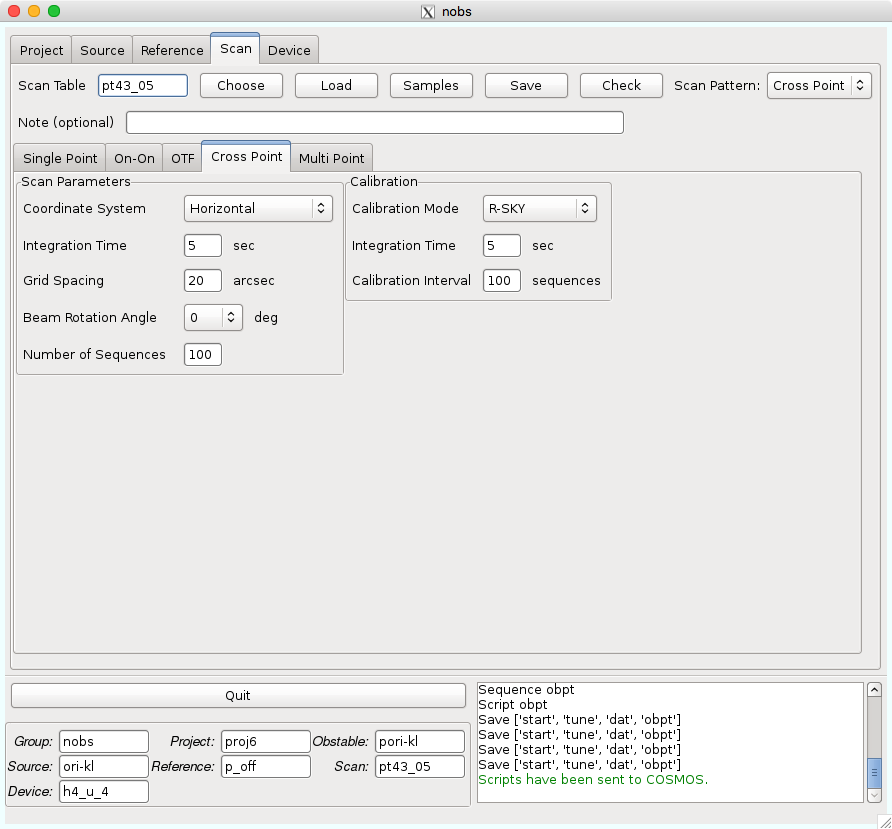 nobs
Project Source Reference Scan Device
Scan Table pt43_05 Choose Load Samples Save Check Scan Pattern: Cross Point
Note (optional)
Single Point On-On OTF Cross Point Multi Point
Scan Parameters
Coordinate System Horizontal
Integration Time 5 sec
Grid Spacing 20 arcsec
Beam Rotation Angle 0 deg
Number of Sequences 100
Calibration
Calibration Mode R-SKY
Integration Time 5 sec
Calibration Interval 100 sequences
Quit
Group: nobs Project: proj6 Obstable: pori-kl
Source: ori-kl Reference: p_off Scan: pt43_05
Device: h4_u_4
Sequence obpt
Script obpt
Save ['start', 'tune', 'dat', 'obpt']
Save ['start', 'tune', 'dat', 'obpt']
Save ['start', 'tune', 'dat', 'obpt']
Save ['start', 'tune', 'dat', 'obpt']
Scripts have been sent to COSMOS.